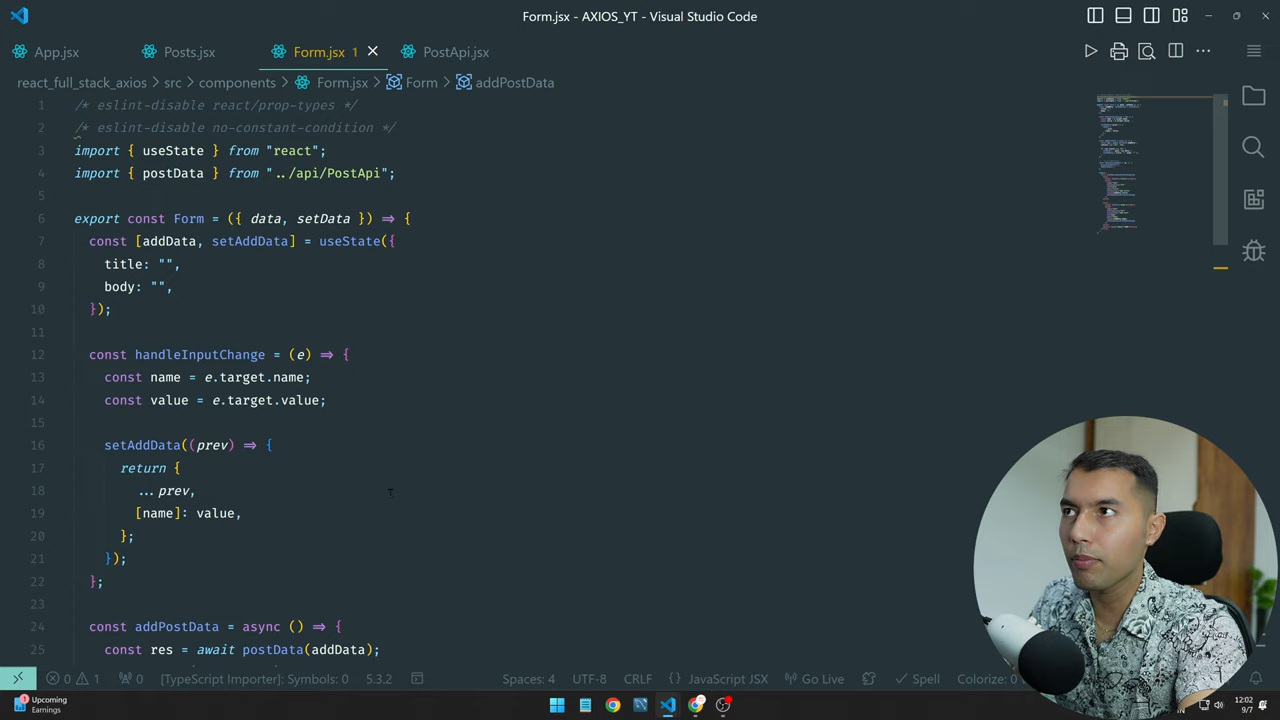 Form.jsx - AXIOS_YT - Visual Studio Code
App.jsx Posts.jsx Form.jsx 1 PostApi.jsx
react_full_stack_axios > src > components > Form.jsx > Form > addPostData
1 /* eslint-disable react/prop-types */
2 /* eslint-disable no-constant-condition */
3 import { useState } from "react";
4 import { postData } from "../api/PostApi";
5
6 export const Form = ({ data, setData }) => {
7 const [addData, setAddData] = useState({
8 title: "",
9 body: "",
10 });
11
12 const handleInputChange = (e) => {
13 const name = e.target.name;
14 const value = e.target.value;
15
16 setAddData((prev) => {
17 return {
18 ...prev,
19 [name]: value,
20 };
21 });
22 };
23
24 const addPostData = async () => {
25 const res = await postData(addData);
0 1 0 [TypeScript Importer]: Symbols: 0 5.3.2 Spaces: 4 UTF-8 CRLF {} JavaScript JSX Go Live Spell Colorize: 0
1 Upcoming
Earnings
12:02
9/7